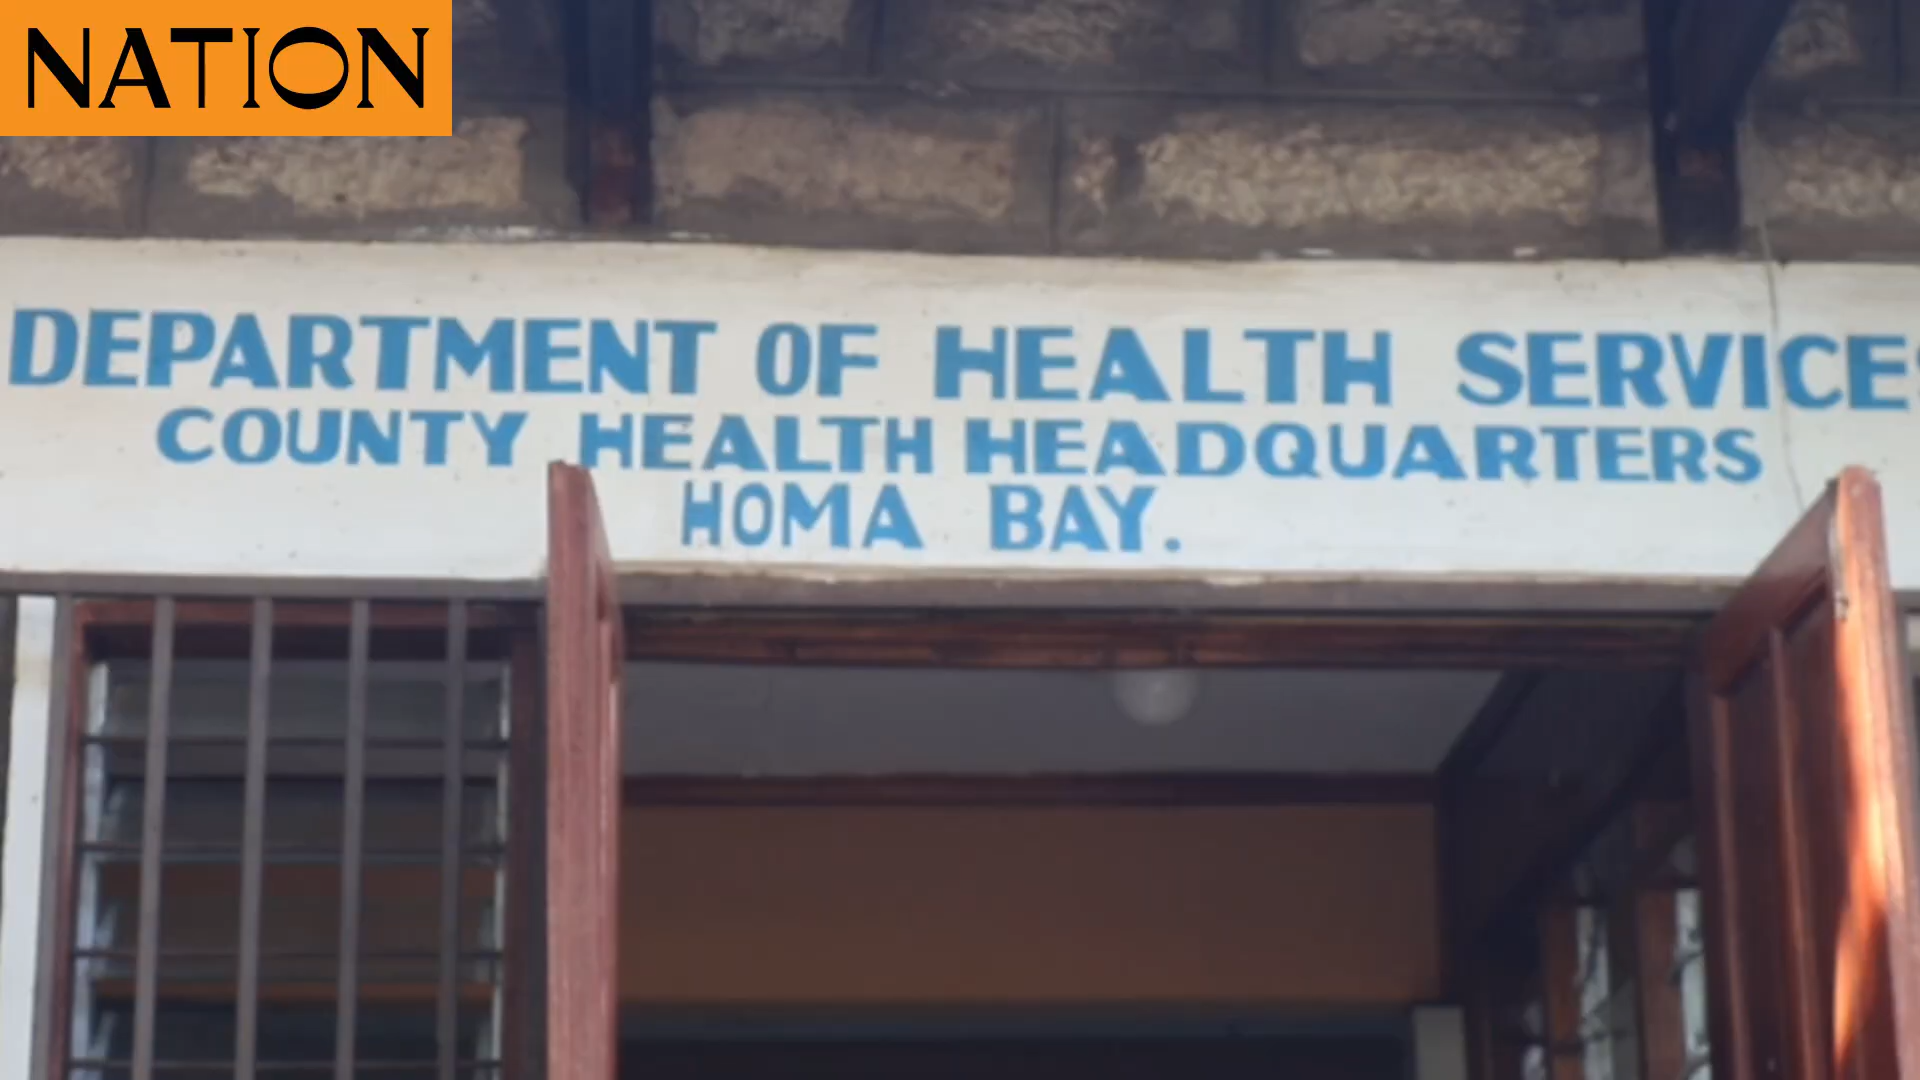 NATION
DEPARTMENT OF HEALTH SERVICES
COUNTY HEALTH HEADQUARTERS
HOMA BAY.